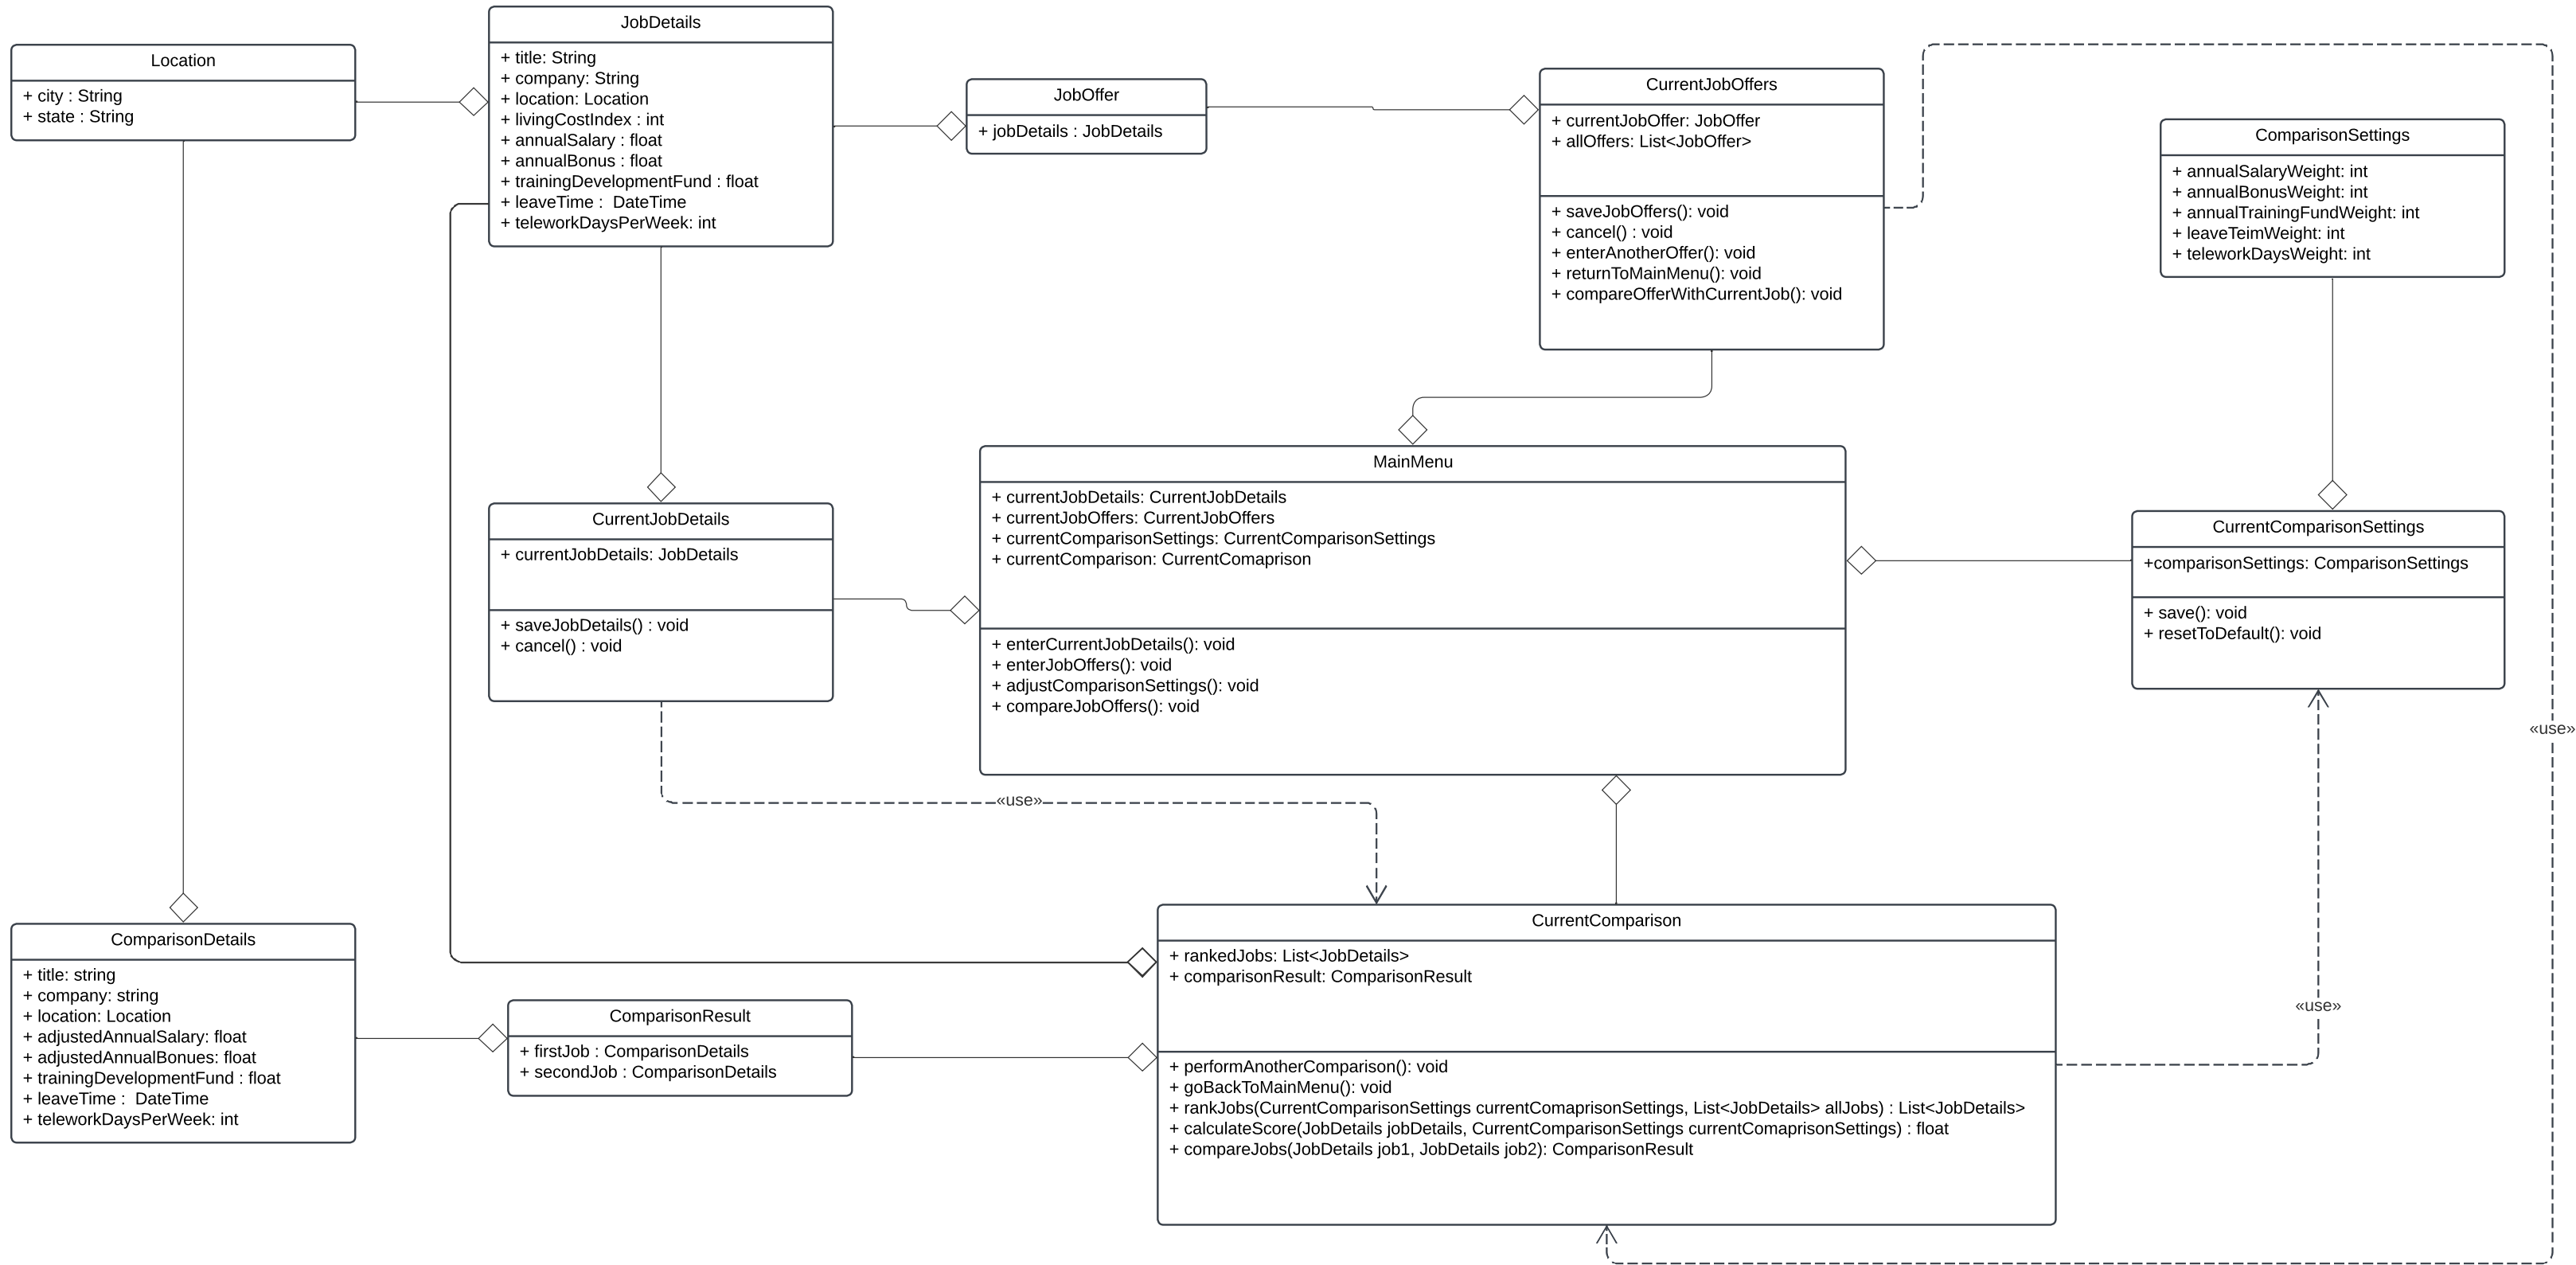 Location
+ city : String
+ state : String
JobDetails
+ title: String
+ company: String
+ location: Location
+ livingCostIndex : int
+ annualSalary : float
+ annualBonus : float
+ trainingDevelopmentFund : float
+ leaveTime :  DateTime
+ teleworkDaysPerWeek: int
JobOffer
+ jobDetails : JobDetails
CurrentJobOffers
+ currentJobOffer: JobOffer
+ allOffers: List<JobOffer>
+ saveJobOffers(): void
+ cancel() : void
+ enterAnotherOffer(): void
+ returnToMainMenu(): void
+ compareOfferWithCurrentJob(): void
ComparisonSettings
+ annualSalaryWeight: int
+ annualBonusWeight: int
+ annualTrainingFundWeight: int
+ leaveTeimWeight: int
+ teleworkDaysWeight: int
CurrentJobDetails
+ currentJobDetails: JobDetails
+ saveJobDetails() : void
+ cancel() : void
MainMenu
+ currentJobDetails: CurrentJobDetails
+ currentJobOffers: CurrentJobOffers
+ currentComparisonSettings: CurrentComparisonSettings
+ currentComparison: CurrentComaprison
+ enterCurrentJobDetails(): void
+ enterJobOffers(): void
+ adjustComparisonSettings(): void
+ compareJobOffers(): void
CurrentComparisonSettings
+comparisonSettings: ComparisonSettings
+ save(): void
+ resetToDefault(): void
«use»
«use»
«use»
ComparisonDetails
+ title: string
+ company: string
+ location: Location
+ adjustedAnnualSalary: float
+ adjustedAnnualBonues: float
+ trainingDevelopmentFund : float
+ leaveTime :  DateTime
+ teleworkDaysPerWeek: int
ComparisonResult
+ firstJob : ComparisonDetails
+ secondJob : ComparisonDetails
CurrentComparison
+ rankedJobs: List<JobDetails>
+ comparisonResult: ComparisonResult
+ performAnotherComparison(): void
+ goBackToMainMenu(): void
+ rankJobs(CurrentComparisonSettings currentComaprisonSettings, List<JobDetails> allJobs) : List<JobDetails>
+ calculateScore(JobDetails jobDetails, CurrentComparisonSettings currentComaprisonSettings) : float
+ compareJobs(JobDetails job1, JobDetails job2): ComparisonResult